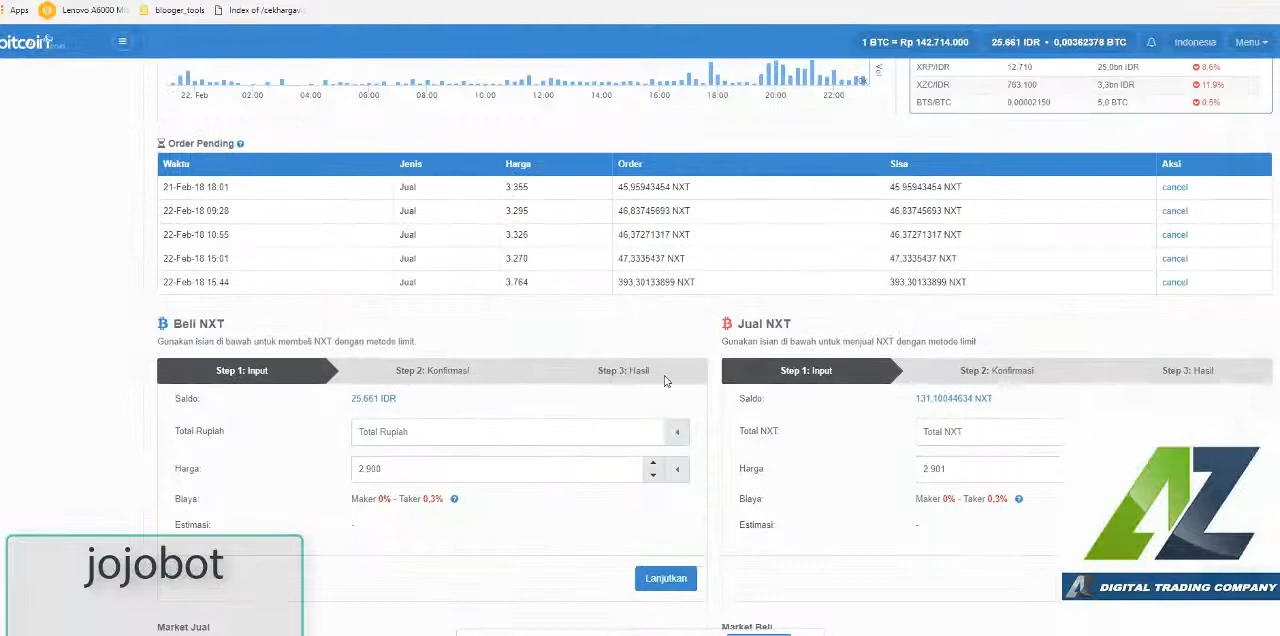 Apps Lenovo A6000 Mi blooger_tools Index of /cekhargav
bitcoin 1 BTC = Rp 142.714.000 25.661 IDR • 0,00362378 BTC Indonesia Menu
XRP/IDR 12.710 25,0bn IDR 8.6%
XZC/IDR 763.100 3,3bn IDR 11.9%
BTS/BTC 0,00002150 5,0 BTC 0.5%
Vol
22. Feb 02:00 04:00 06:00 08:00 10:00 12:00 14:00 16:00 18:00 20:00 22:00
Order Pending
Waktu Jenis Harga Order Sisa Aksi
21-Feb-18 18:01 Jual 3.355 45,95943454 NXT 45,95943454 NXT cancel
22-Feb-18 09:28 Jual 3.295 46,83745693 NXT 46,83745693 NXT cancel
22-Feb-18 10:55 Jual 3.326 46,37271317 NXT 46,37271317 NXT cancel
22-Feb-18 15:01 Jual 3.270 47,3335437 NXT 47,3335437 NXT cancel
22-Feb-18 15:44 Jual 3.764 393,30133899 NXT 393,30133899 NXT cancel
Beli NXT
Gunakan isian di bawah untuk membeli NXT dengan metode limit.
Step 1: Input Step 2: Konfirmasi Step 3: Hasil
Saldo: 25.661 IDR
Total Rupiah Total Rupiah
Harga: 2.900
Biaya: Maker 0% - Taker 0,3%
Estimasi: -
Lanjutkan
Market Jual
Jual NXT
Gunakan isian di bawah untuk menjual NXT dengan metode limit
Step 1: Input Step 2: Konfirmasi Step 3: Hasil
Saldo: 131,10044634 NXT
Total NXT: Total NXT
Harga 2.901
Biaya: Maker 0% - Taker 0,3%
Estimasi: -
Market Beli
jojobot
AZ
AZ DIGITAL TRADING COMPANY